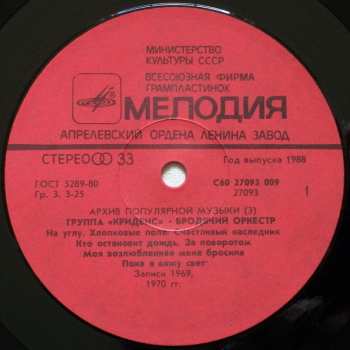 МИНИСТЕРСТВО
КУЛЬТУРЫ СССР
ВСЕСОЮЗНАЯ ФИРМА
ГРАМПЛАСТИНОК
МЕЛОДИЯ
АПРЕЛЕВСКИЙ ОРДЕНА ЛЕНИНА ЗАВОД
СТЕРЕО 33
Год выпуска 1988
ГОСТ 5289-80
С60 27093 009
Гр. 3. 3-25
27093
1
АРХИВ ПОПУЛЯРНОЙ МУЗЫКИ (3)
ГРУППА «КРИДЕНС» - БРОДЯЧИЙ ОРКЕСТР
На углу. Хлопковые поля. Счастливый наследник
Кто остановит дождь. За поворотом
Моя возлюбленная меня бросила
Пока я вижу свет
Записи 1969,
1970 гг.